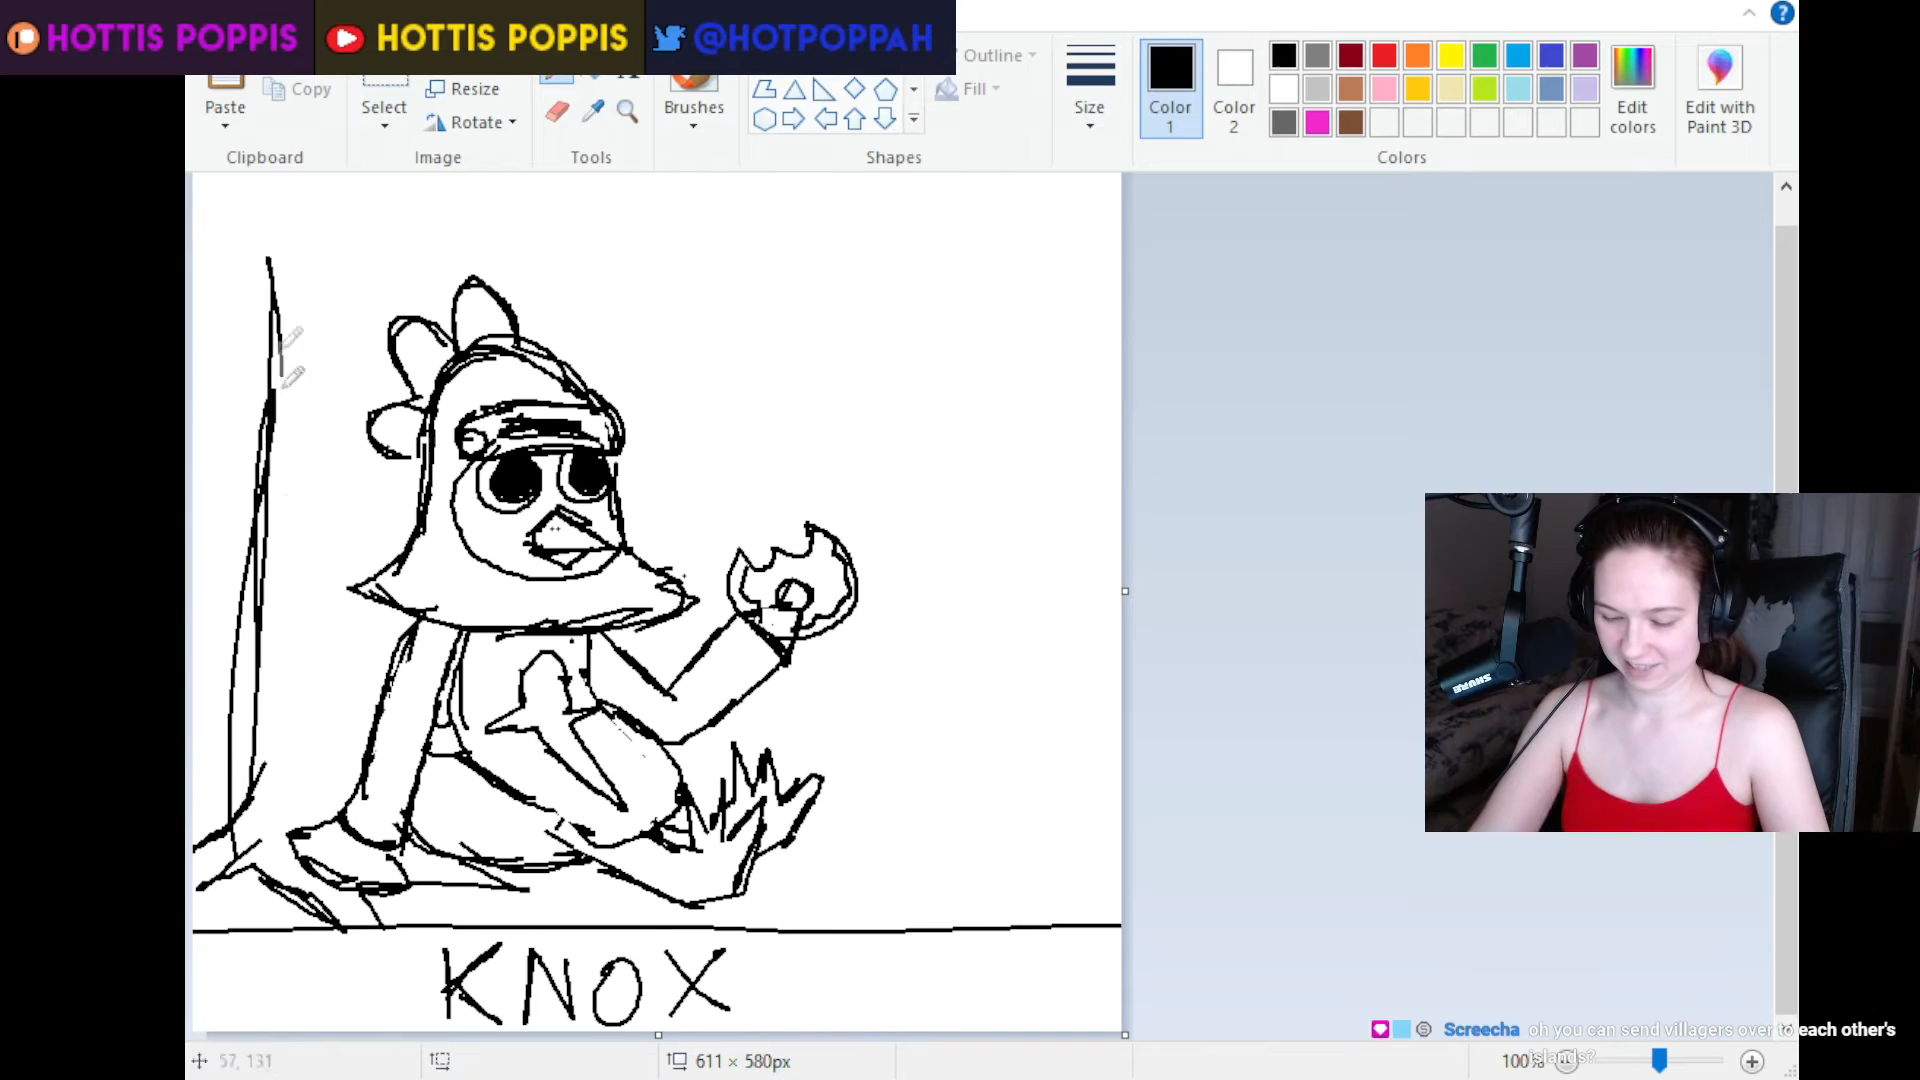 HOTTIS POPPIS
HOTTIS POPPIS
@HOTPOPPAH
Outline
Paste
Copy
Select
Resize
Rotate
Brushes
Fill
Size
Color 1
Color 2
Edit colors
Edit with Paint 3D
Clipboard
Image
Tools
Shapes
Colors
SHURE
KNOX
Screecha oh you can send villagers over to each other's
islands?
57, 131
611 × 580px
100%